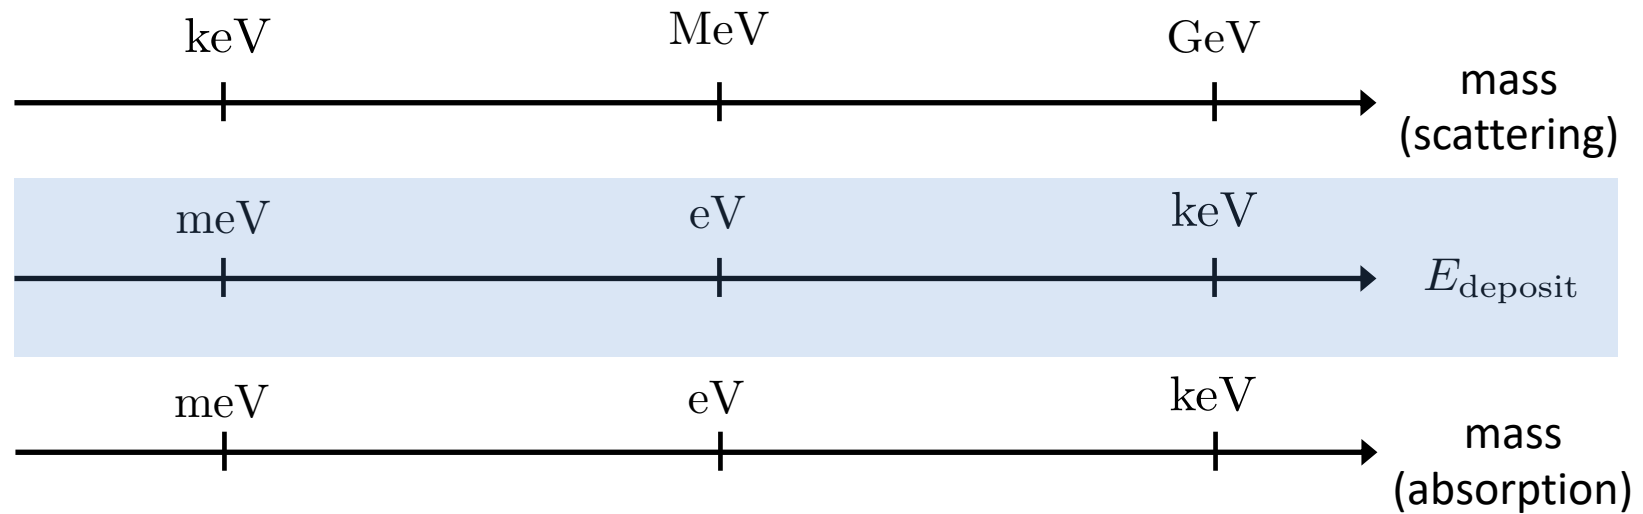 keV MeV GeV
mass
(scattering)
meV eV keV
E_deposit
meV eV keV
mass
(absorption)